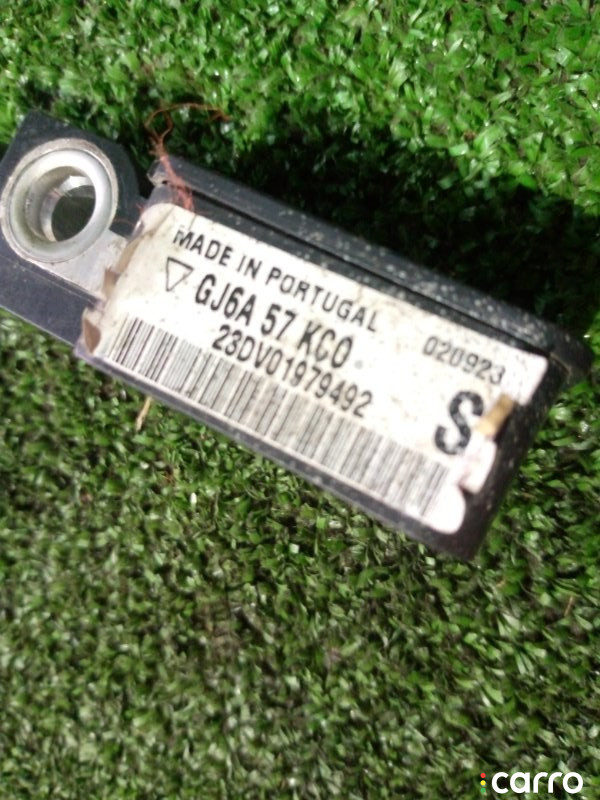 MADE IN PORTUGAL 020923
GJ6A 57 KC0
23DV01979492
S
carro